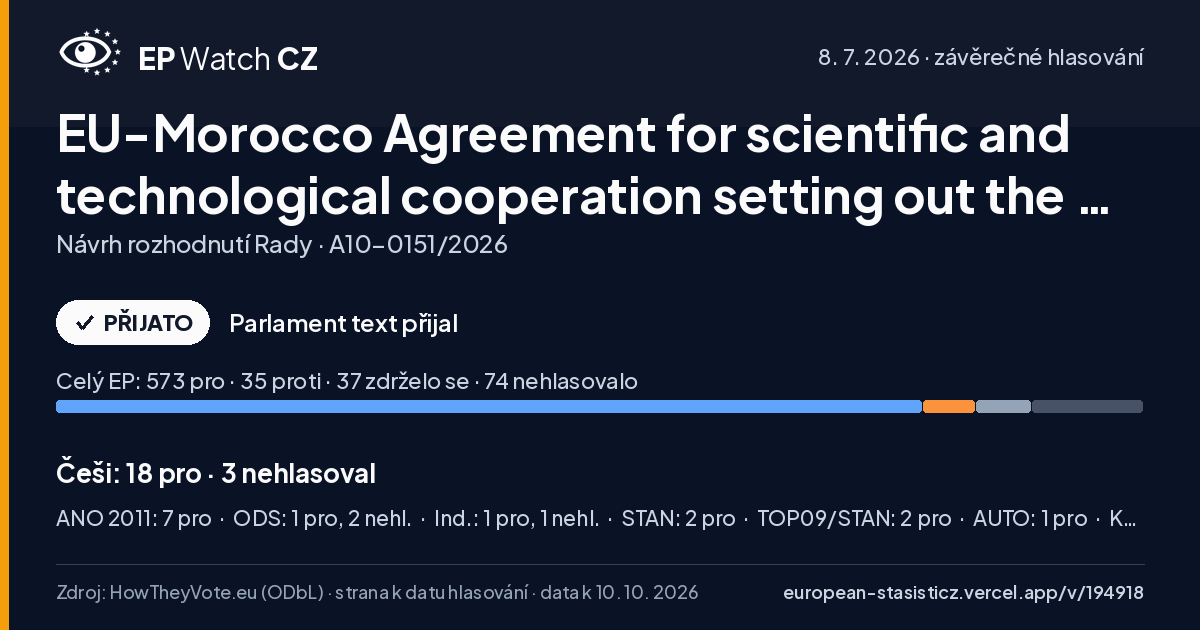 EP Watch CZ
8. 7. 2026 · závěrečné hlasování
EU-Morocco Agreement for scientific and
technological cooperation setting out the …
Návrh rozhodnutí Rady · A10-0151/2026
✓ PŘIJATO
Parlament text přijal
Celý EP: 573 pro · 35 proti · 37 zdrželo se · 74 nehlasovalo
Češi: 18 pro · 3 nehlasoval
ANO 2011: 7 pro · ODS: 1 pro, 2 nehl. · Ind.: 1 pro, 1 nehl. · STAN: 2 pro · TOP09/STAN: 2 pro · AUTO: 1 pro · K…
Zdroj: HowTheyVote.eu (ODbL) · strana k datu hlasování · data k 10. 10. 2026
european-stasisticz.vercel.app/v/194918